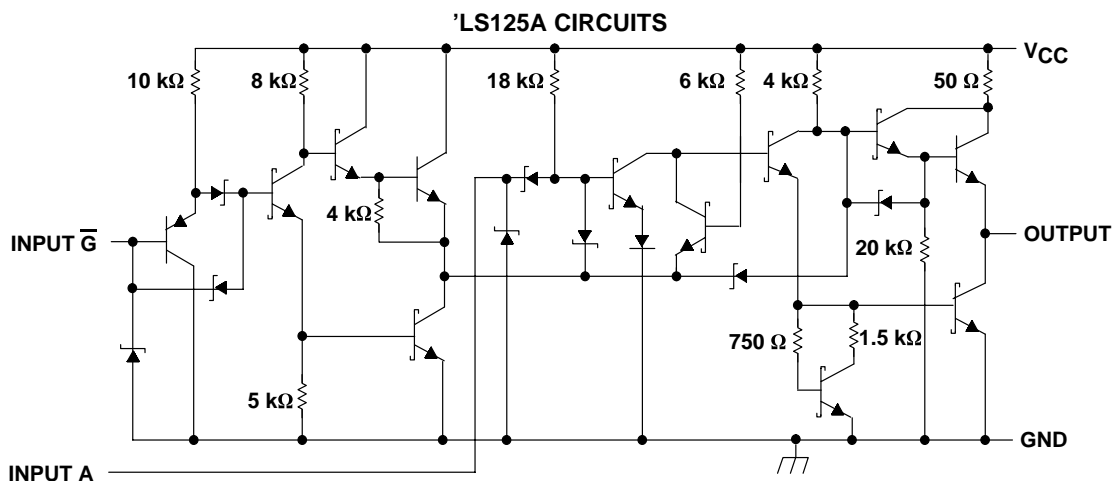 ’LS125A CIRCUITS
VCC
10 kΩ
8 kΩ
18 kΩ
6 kΩ
4 kΩ
50 Ω
4 kΩ
INPUT G̅
OUTPUT
20 kΩ
750 Ω
1.5 kΩ
5 kΩ
GND
INPUT A